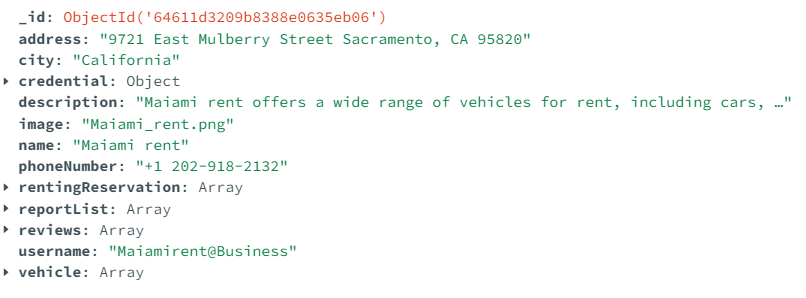 _id: ObjectId('64611d3209b8388e0635eb06')
address: "9721 East Mulberry Street Sacramento, CA 95820"
city: "California"
credential: Object
description: "Maiami rent offers a wide range of vehicles for rent, including cars, …"
image: "Maiami_rent.png"
name: "Maiami rent"
phoneNumber: "+1 202-918-2132"
rentingReservation: Array
reportList: Array
reviews: Array
username: "Maiamirent@Business"
vehicle: Array